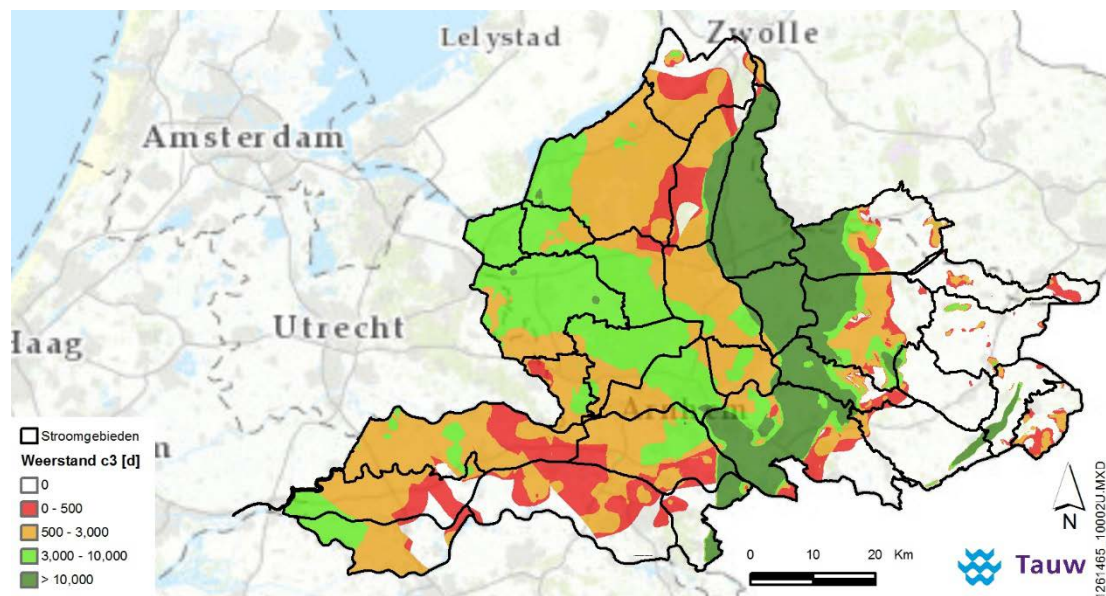 Lelystad
Zwolle
Amsterdam
Utrecht
Haag
Arnhem
n
Stroomgebieden
Weerstand c3 [d]
0
0 - 500
500 - 3,000
3,000 - 10,000
> 10,000
0 10 20 Km
N
Tauw
1261465 10002U.MXD